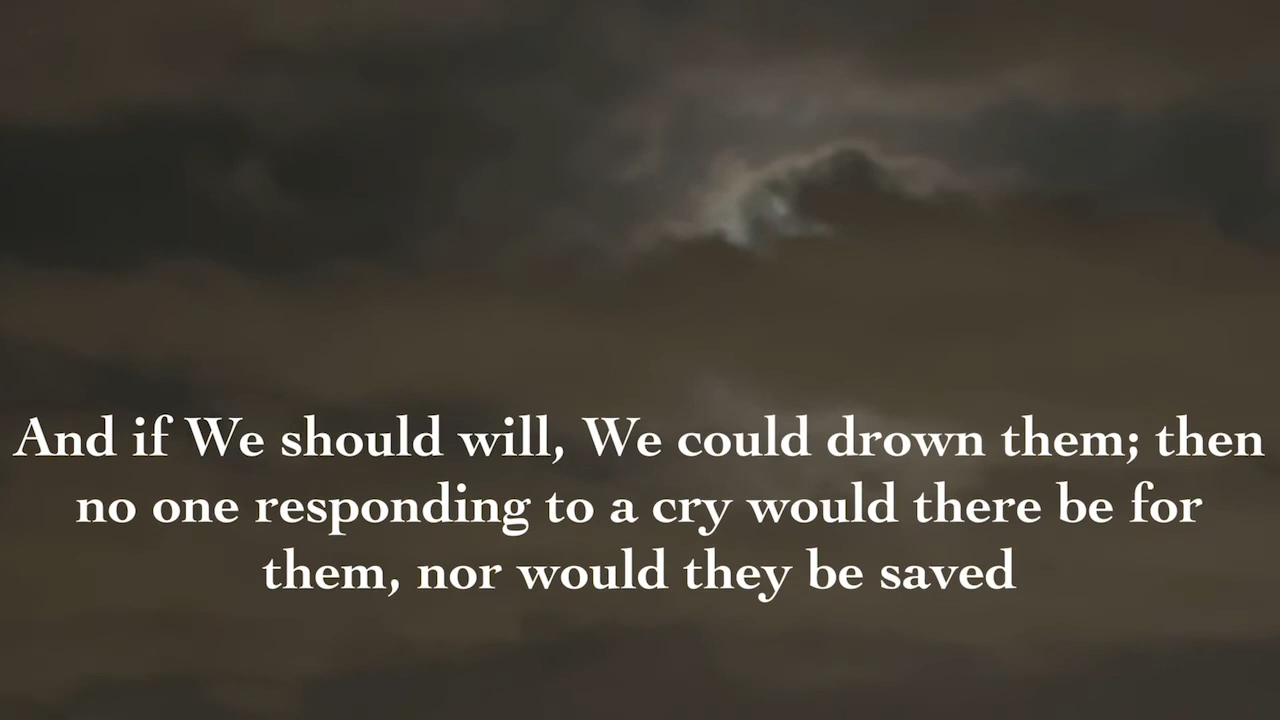 And if We should will, We could drown them; then
no one responding to a cry would there be for
them, nor would they be saved